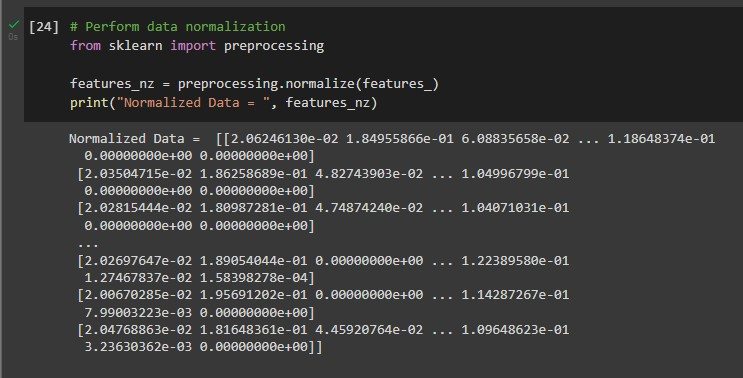 [24] # Perform data normalization
0s
from sklearn import preprocessing
features_nz = preprocessing.normalize(features_)
print("Normalized Data = ", features_nz)
Normalized Data =  [[2.06246130e-02 1.84955866e-01 6.08835658e-02 ... 1.18648374e-01
0.00000000e+00 0.00000000e+00]
[2.03504715e-02 1.86258689e-01 4.82743903e-02 ... 1.04996799e-01
0.00000000e+00 0.00000000e+00]
[2.02815444e-02 1.80987281e-01 4.74874240e-02 ... 1.04071031e-01
0.00000000e+00 0.00000000e+00]
...
[2.02697647e-02 1.89054044e-01 0.00000000e+00 ... 1.22389580e-01
1.27467837e-02 1.58398278e-04]
[2.00670285e-02 1.95691202e-01 0.00000000e+00 ... 1.14287267e-01
7.99003223e-03 0.00000000e+00]
[2.04768863e-02 1.81648361e-01 4.45920764e-02 ... 1.09648623e-01
3.23630362e-03 0.00000000e+00]]